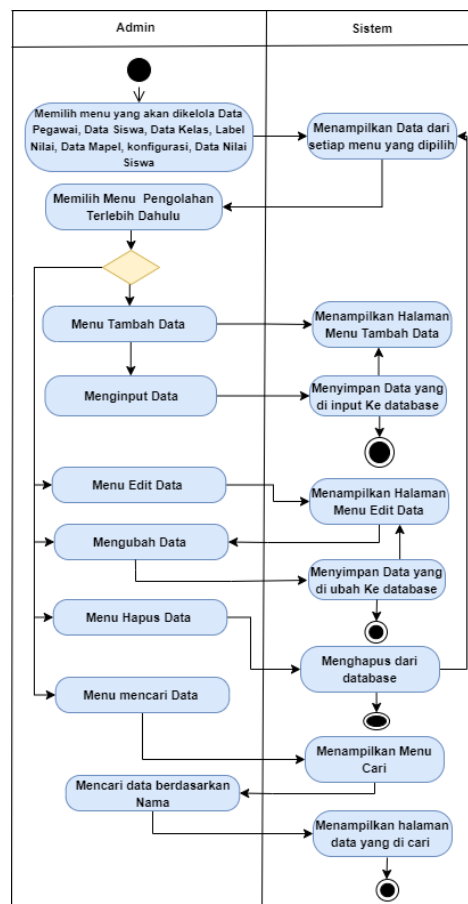 Admin
Sistem
Memilih menu yang akan dikelola Data
Pegawai, Data Siswa, Data Kelas, Label
Nilai, Data Mapel, konfigurasi, Data Nilai
Siswa
Menampilkan Data dari
setiap menu yang dipilih
Memilih Menu Pengolahan
Terlebih Dahulu
Menu Tambah Data
Menampilkan Halaman
Menu Tambah Data
Menginput Data
Menyimpan Data yang
di input Ke database
Menu Edit Data
Menampilkan Halaman
Menu Edit Data
Mengubah Data
Menyimpan Data yang
di ubah Ke database
Menu Hapus Data
Menghapus dari
database
Menu mencari Data
Menampilkan Menu
Cari
Mencari data berdasarkan
Nama
Menampilkan halaman
data yang di cari